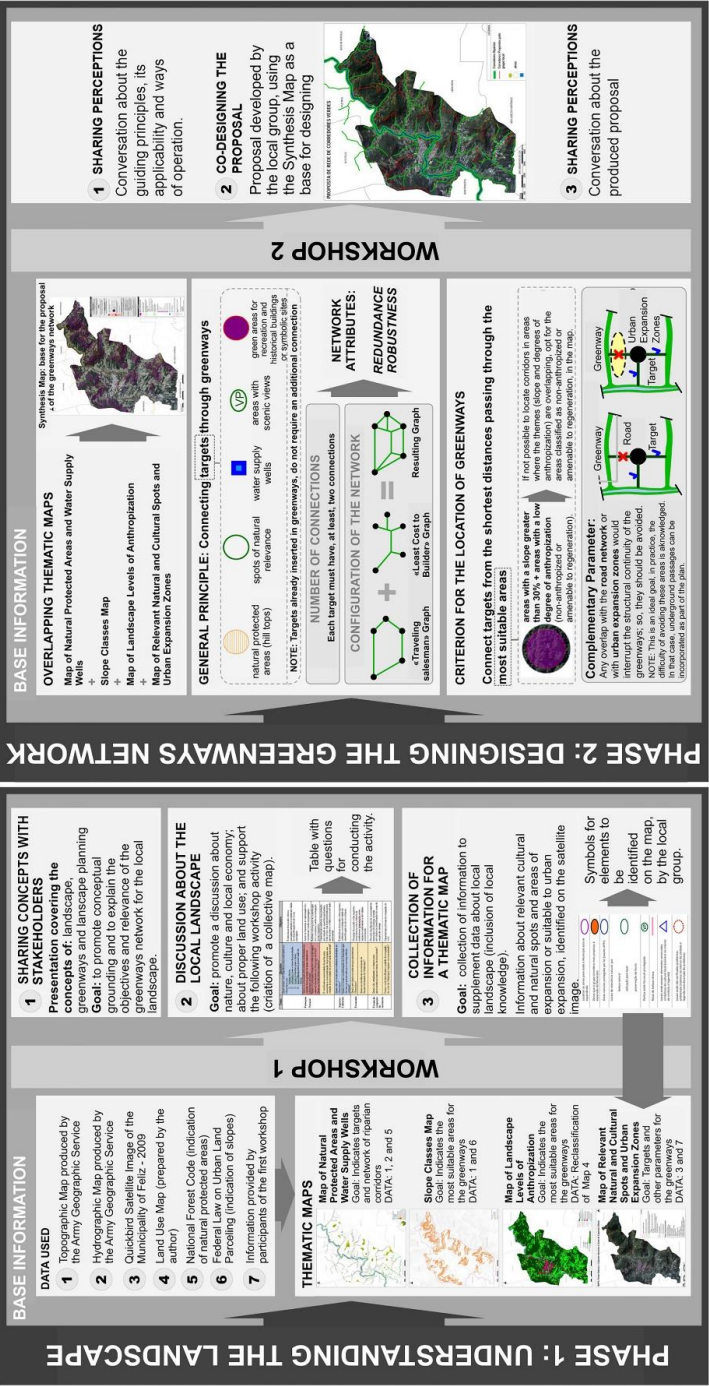 PHASE 1: UNDERSTANDING THE LANDSCAPE
BASE INFORMATION
DATA USED
1 Topographic Map produced by
the Army Geographic Service
2 Hydrographic Map produced by
the Army Geographic Service
3 Quickbird Satellite Image of the
Municipality of Feliz - 2009
4 Land Use Map (prepared by the
author)
5 National Forest Code (indication
of natural protected areas)
6 Federal Law on Urban Land
Parceling (indication of slopes)
7 Information provided by
participants of the first workshop
THEMATIC MAPS
Map of Natural
Protected Areas and
Water Supply Wells
Goal: Indicates targets
and network of riparian
corridors
DATA: 1, 2 and 5
Slope Classes Map
Goal: Indicates the
most suitable areas for
the greenways
DATA: 1 and 6
Map of Landscape
Levels of
Anthropization
Goal: Indicates the
most suitable areas for
the greenways
DATA: Reclassification
of Map 4
Map of Relevant
Natural and Cultural
Spots and Urban
Expansion Zones
Goal: Targets and
other parameters for
the greenways
DATA: 3 and 7
WORKSHOP 1
1 SHARING CONCEPTS WITH
STAKEHOLDERS
Presentation covering the
concepts of: landscape,
greenways and lanscape planning
Goal: to promote conceptual
grounding and to explain the
objectives and relevance of the
greenways network for the local
landscape.
2 DISCUSSION ABOUT THE
LOCAL LANDSCAPE
Goal: promote a discussion about
nature, culture and local economy;
about proper land use; and support
the following workshop activity
(criation of a collective map).
Table with
questions
for
conducting
the activity.
3 COLLECTION OF
INFORMATION FOR
A THEMATIC MAP
Goal: collection of information to
supplement data about local
landscape (inclusion of local
knowledge).
Information about relevant cultural
and natural spots and areas of
expansion or suitable to urban
expansion, identified on the satellite
image.
Symbols for
elements to
be
identified
on the map,
by the local
group.
PHASE 2: DESIGNING THE GREENWAYS NETWORK
BASE INFORMATION
OVERLAPPING THEMATIC MAPS
Map of Natural Protected Areas and Water Supply
Wells
+
Slope Classes Map
+
Map of Landscape Levels of Anthropization
+
Map of Relevant Natural and Cultural Spots and
Urban Expansion Zones
Synthesis Map: base for the proposal
of the greenways network
GENERAL PRINCIPLE: Connecting targets through greenways
natural protected
areas (hill tops)
spots of natural
relevance
water supply
wells
VP
areas with
scenic views
green areas for
recreation and
historical buildings
or symbolic sites
NOTE: Targets already inserted in greenways, do not require an additional connection
NUMBER OF CONNECTIONS
Each target must have, at least, two connections
CONFIGURATION OF THE NETWORK
«Traveling
salesman» Graph
+
«Least Cost to
Builder» Graph
=
Resulting Graph
NETWORK
ATTRIBUTES:
REDUNDANCE
ROBUSTNESS
CRITERION FOR THE LOCATION OF GREENWAYS
Connect targets from the shortest distances passing through the
most suitable areas
areas with a slope greater
than 30% + areas with a low
degree of anthropization
(non-anthropized or
amenable to regeneration).
If not possible to locate corridors in areas
where the themes (slope and degrees of
anthropization) are overlapping, opt for the
areas classified as non-anthropized or
amenable to regeneration, in the map.
Complementary Parameter:
Any overlap with the road network or
with urban expansion zones would
interrupt the structural continuity of the
greenways; so, they should be avoided.
NOTE: This is an ideal goal, in practice, the
difficulty of avoiding these areas is aknowledged.
In that case, underground passages can be
incorporated as part of the plan.
Greenway
Road
Target
Greenway
Urban
Expansion
Zones
Target
WORKSHOP 2
1 SHARING PERCEPTIONS
Conversation about the
guiding principles, its
applicability and ways
of operation.
2 CO-DESIGNING THE
PROPOSAL
Proposal developed by
the local group, using
the Synthesis Map as a
base for designing
PROPOSTA DE REDE DE CORREDORES VERDES
3 SHARING PERCEPTIONS
Conversation about the
produced proposal